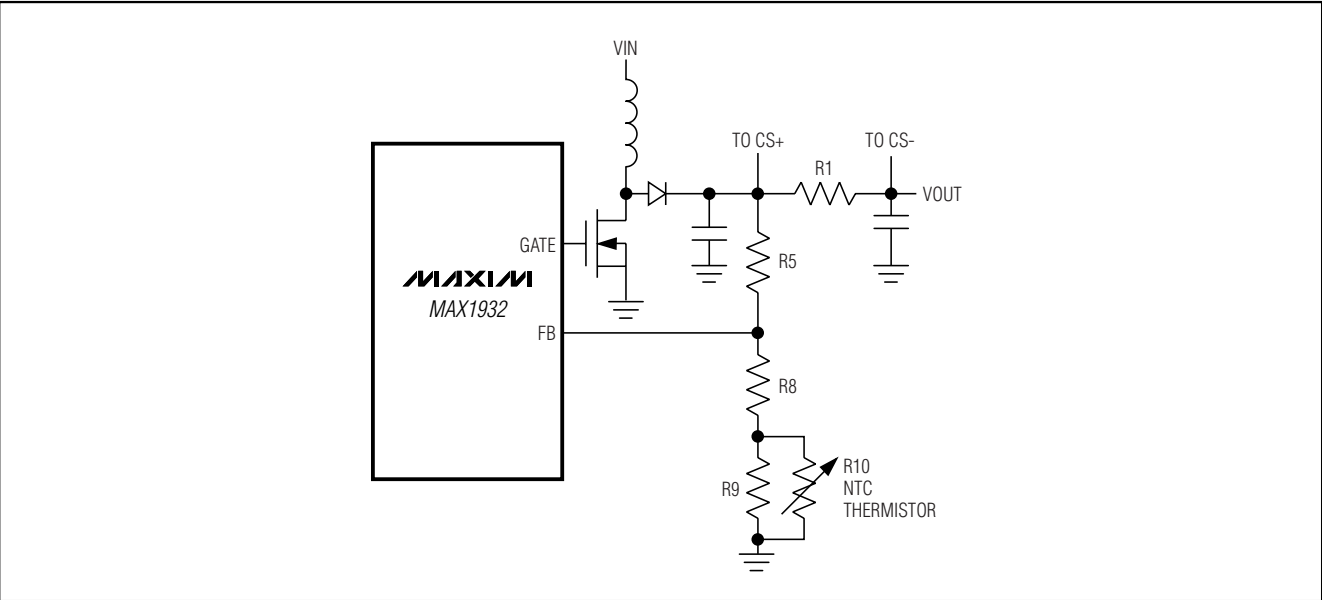 VIN
TO CS+
TO CS-
R1
VOUT
GATE
R5
MAXIM
MAX1932
FB
R8
R9
R10
NTC
THERMISTOR